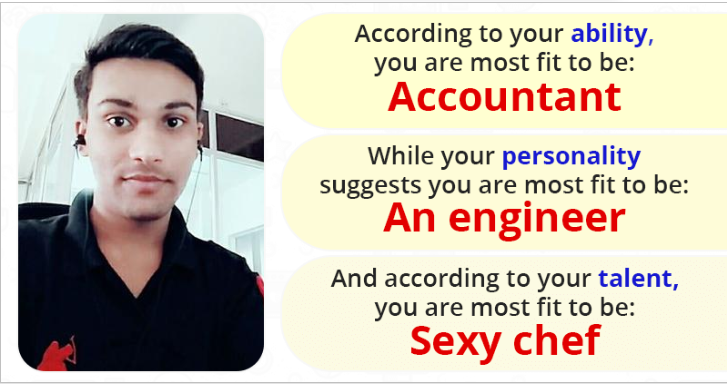 According to your ability,
you are most fit to be:
Accountant
While your personality
suggests you are most fit to be:
An engineer
And according to your talent,
you are most fit to be:
Sexy chef